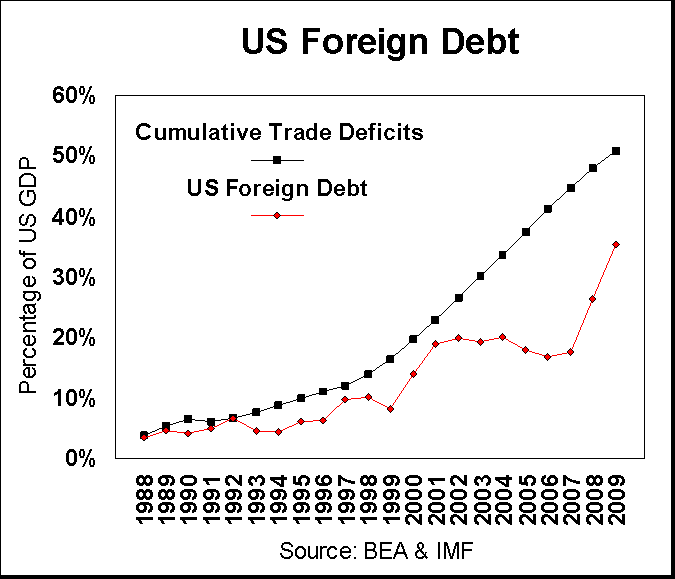 US Foreign Debt
60%
50%
40%
30%
20%
10%
0%
Percentage of US GDP
Cumulative Trade Deficits
US Foreign Debt
1988 1989 1990 1991 1992 1993 1994 1995 1996 1997 1998 1999 2000 2001 2002 2003 2004 2005 2006 2007 2008 2009
Source: BEA & IMF